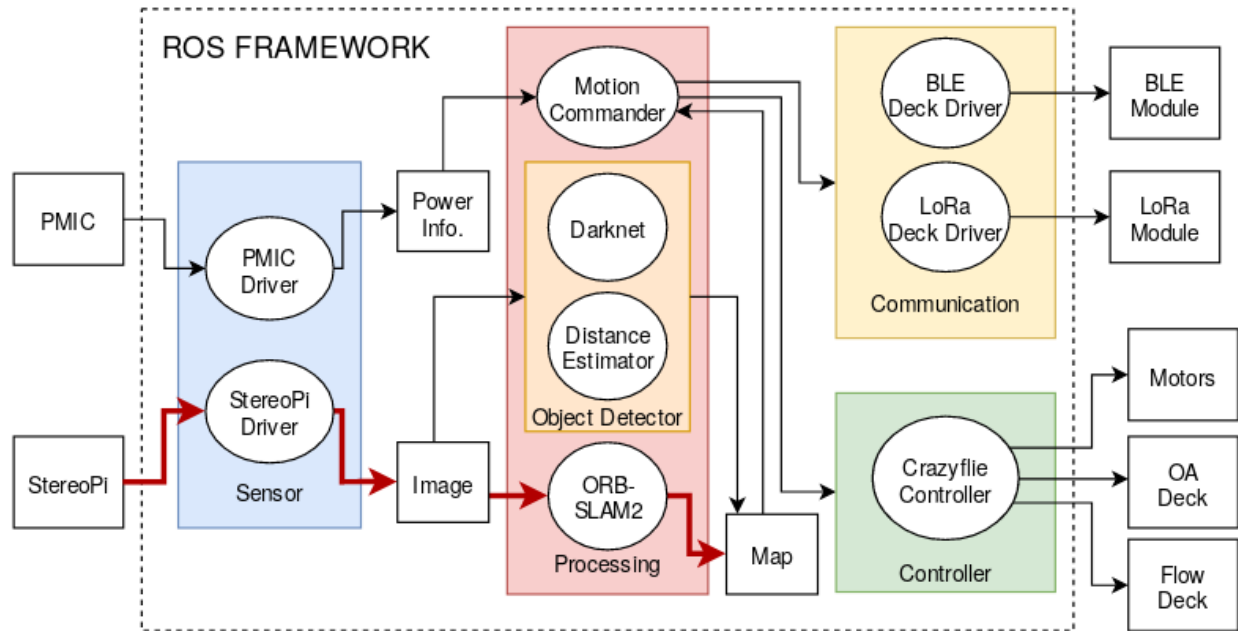 ROS FRAMEWORK
PMIC
StereoPi
PMIC
Driver
StereoPi
Driver
Sensor
Power
Info.
Image
Motion
Commander
Darknet
Distance
Estimator
Object Detector
ORB-
SLAM2
Processing
Map
BLE
Deck Driver
LoRa
Deck Driver
Communication
Crazyflie
Controller
Controller
BLE
Module
LoRa
Module
Motors
OA
Deck
Flow
Deck